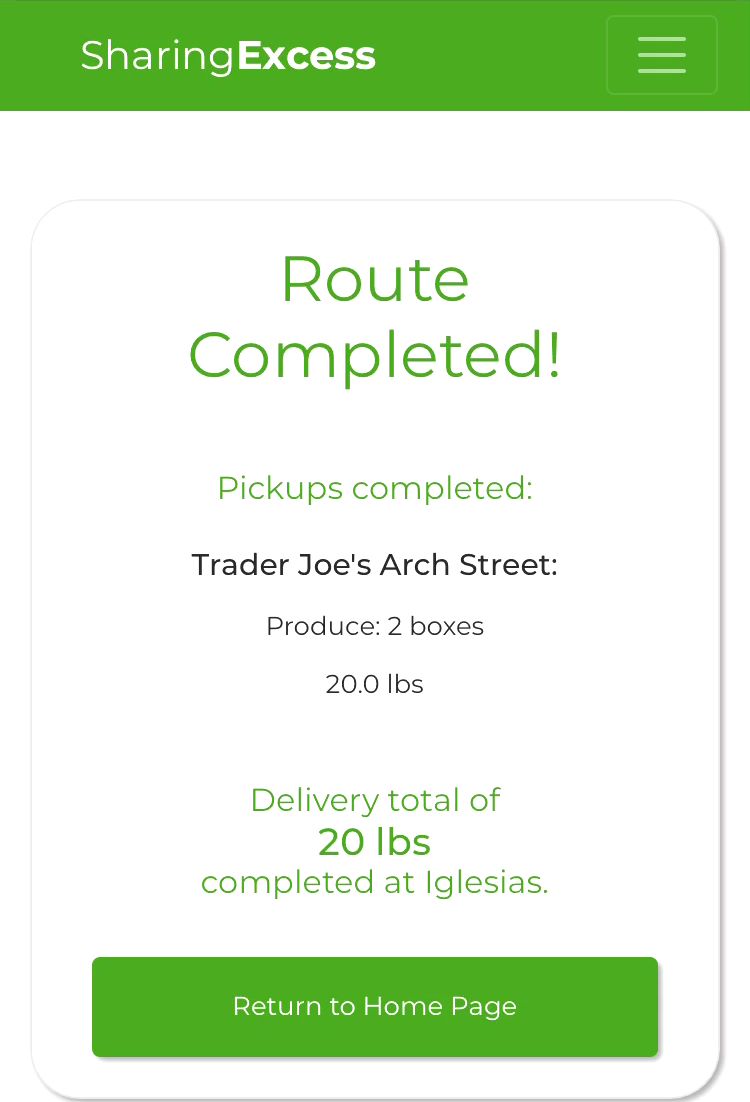 SharingExcess
Route
Completed!
Pickups completed:
Trader Joe's Arch Street:
Produce: 2 boxes
20.0 lbs
Delivery total of
20 lbs
completed at Iglesias.
Return to Home Page